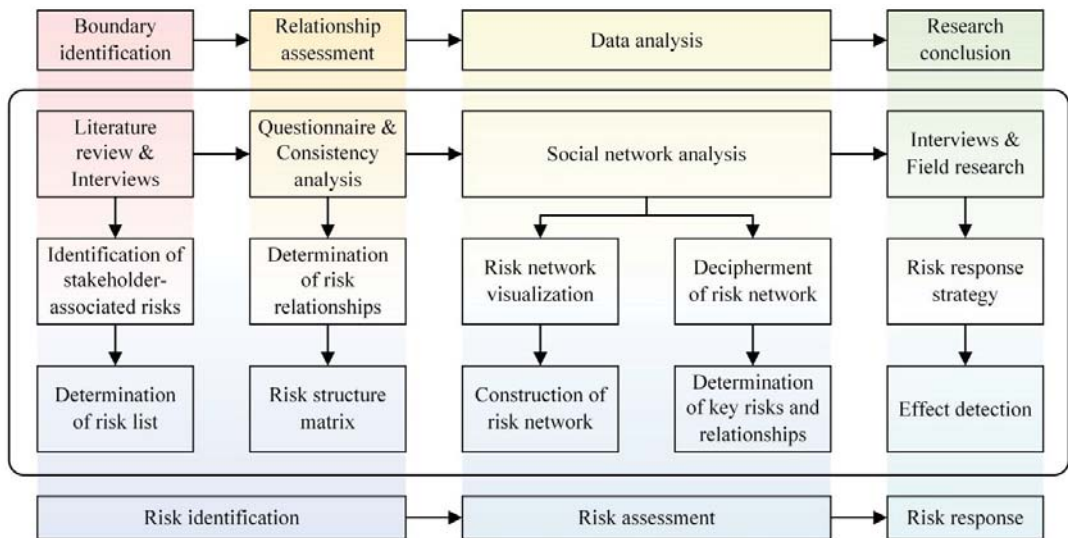 Boundary
identification
Relationship
assessment
Data analysis
Research
conclusion
Literature
review &
Interviews
Questionnaire &
Consistency
analysis
Social network analysis
Interviews &
Field research
Identification of
stakeholder-
associated risks
Determination
of risk
relationships
Risk network
visualization
Decipherment
of risk network
Risk response
strategy
Determination
of risk list
Risk structure
matrix
Construction of
risk network
Determination
of key risks and
relationships
Effect detection
Risk identification
Risk assessment
Risk response